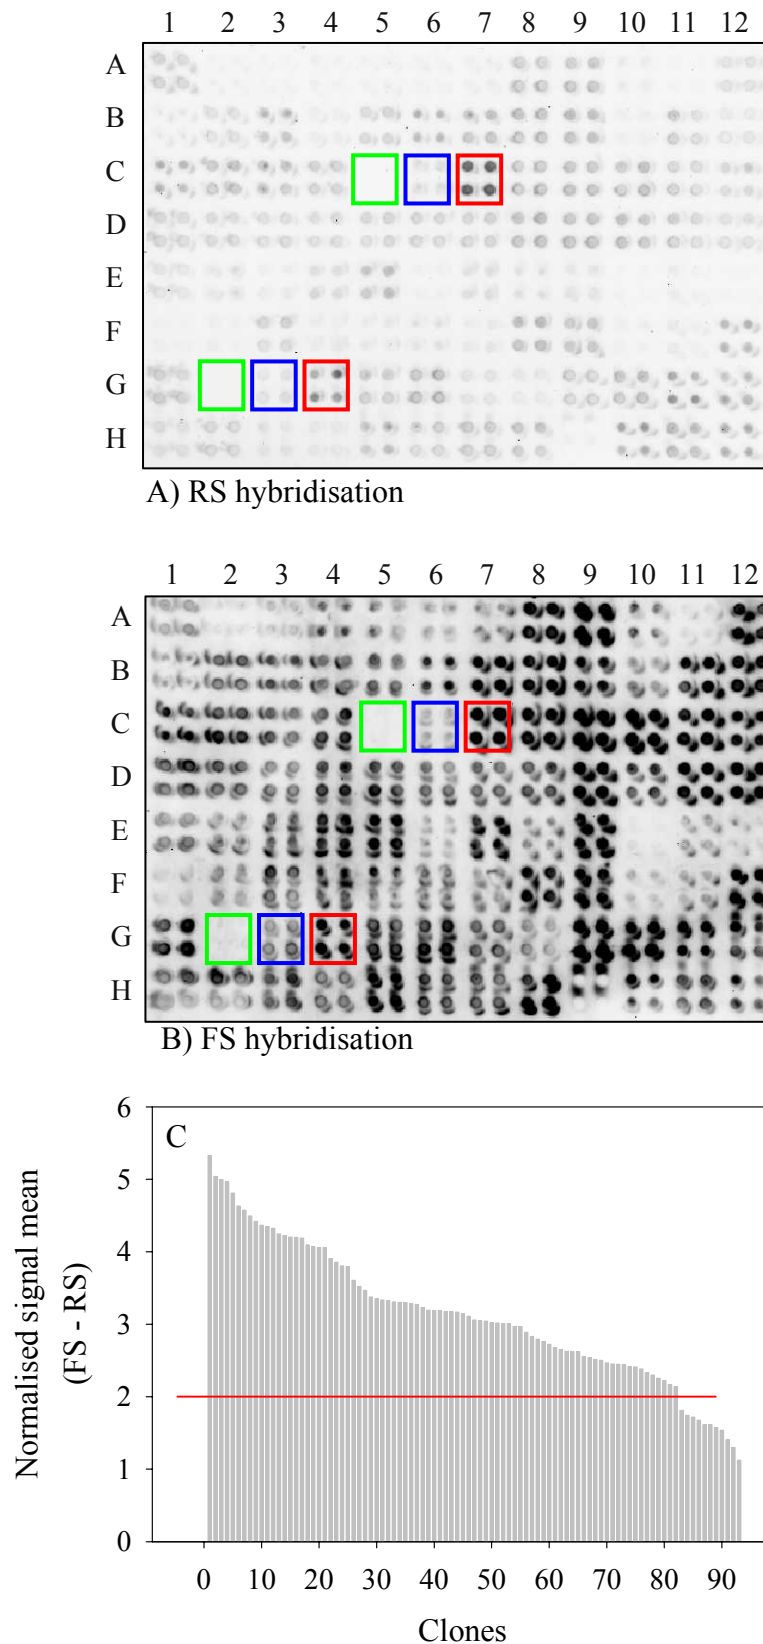 1 2 3 4 5 6 7 8 9 10 11 12
A
B
C
D
E
F
G
H
A) RS hybridisation
1 2 3 4 5 6 7 8 9 10 11 12
A
B
C
D
E
F
G
H
B) FS hybridisation
C
Normalised signal mean
(FS - RS)
6
5
4
3
2
1
0
0 10 20 30 40 50 60 70 80 90
Clones